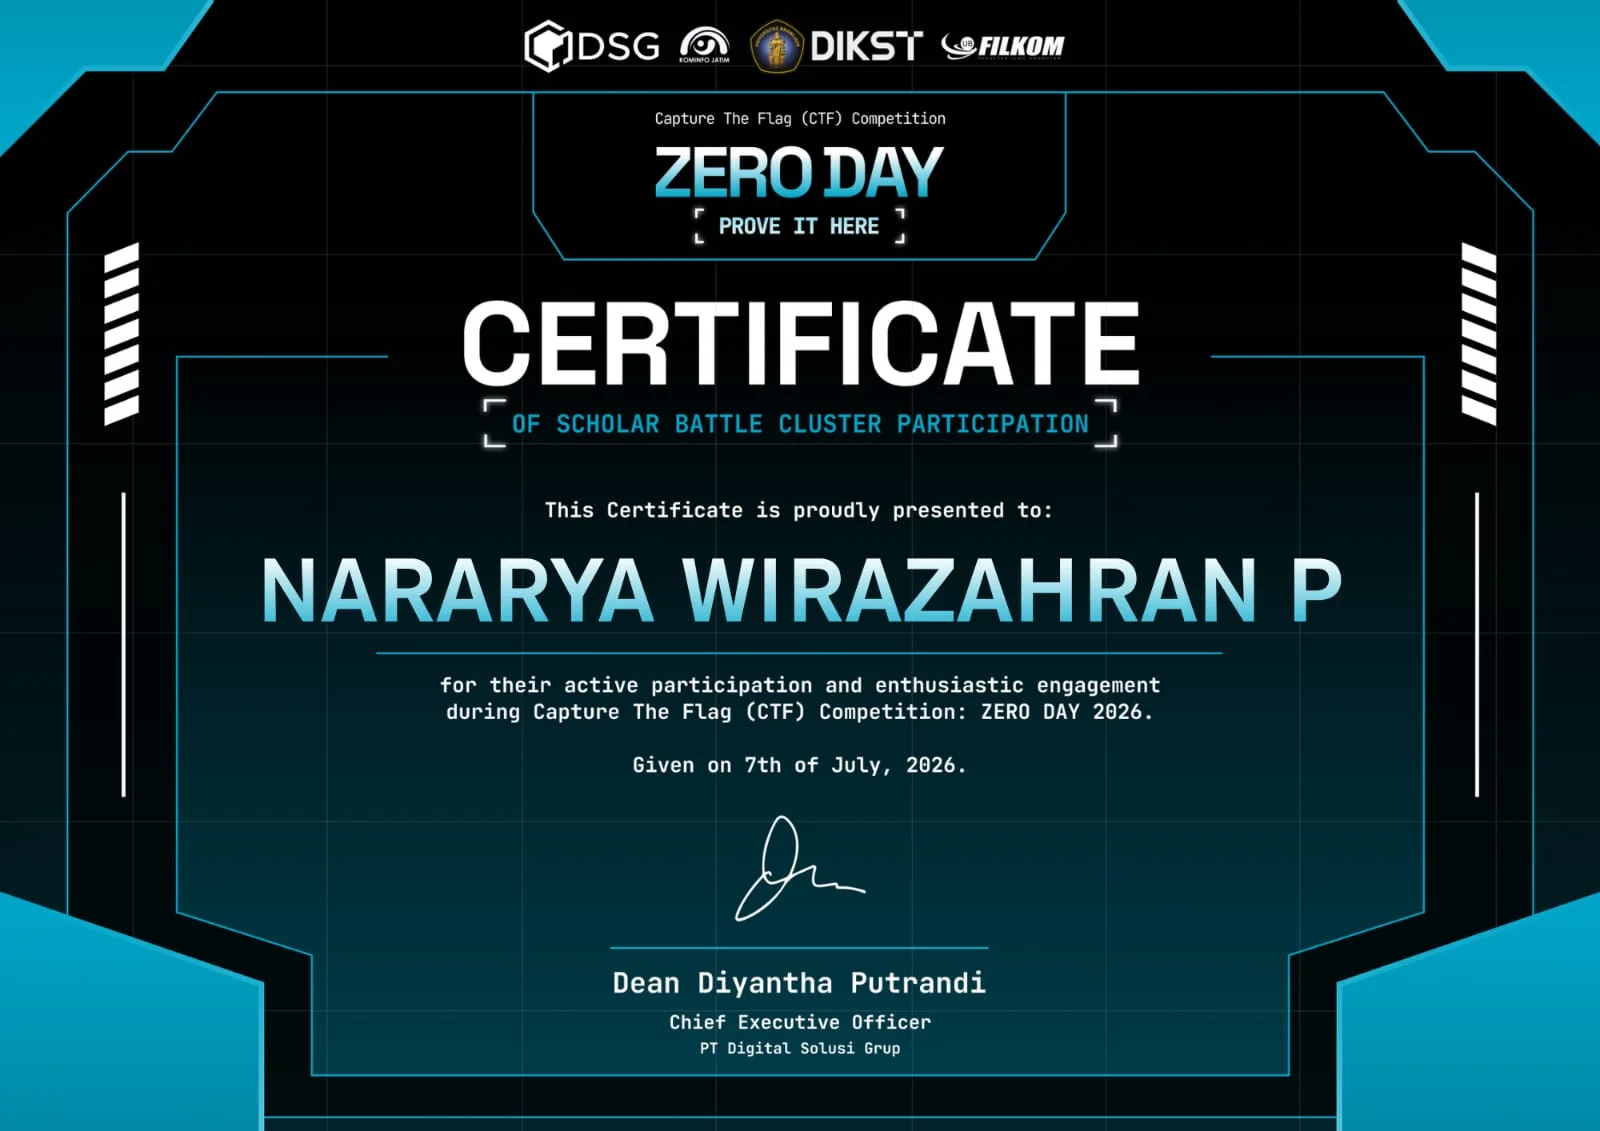 DSG KOMINFO JATIM UNIVERSITAS BRAWIJAYA DIKST UB FILKOM
Capture The Flag (CTF) Competition
ZERO DAY
PROVE IT HERE
CERTIFICATE
OF SCHOLAR BATTLE CLUSTER PARTICIPATION
This Certificate is proudly presented to:
NARARYA WIRAZAHRAN P
for their active participation and enthusiastic engagement
during Capture The Flag (CTF) Competition: ZERO DAY 2026.
Given on 7th of July, 2026.
Dean Diyantha Putrandi
Chief Executive Officer
PT Digital Solusi Grup